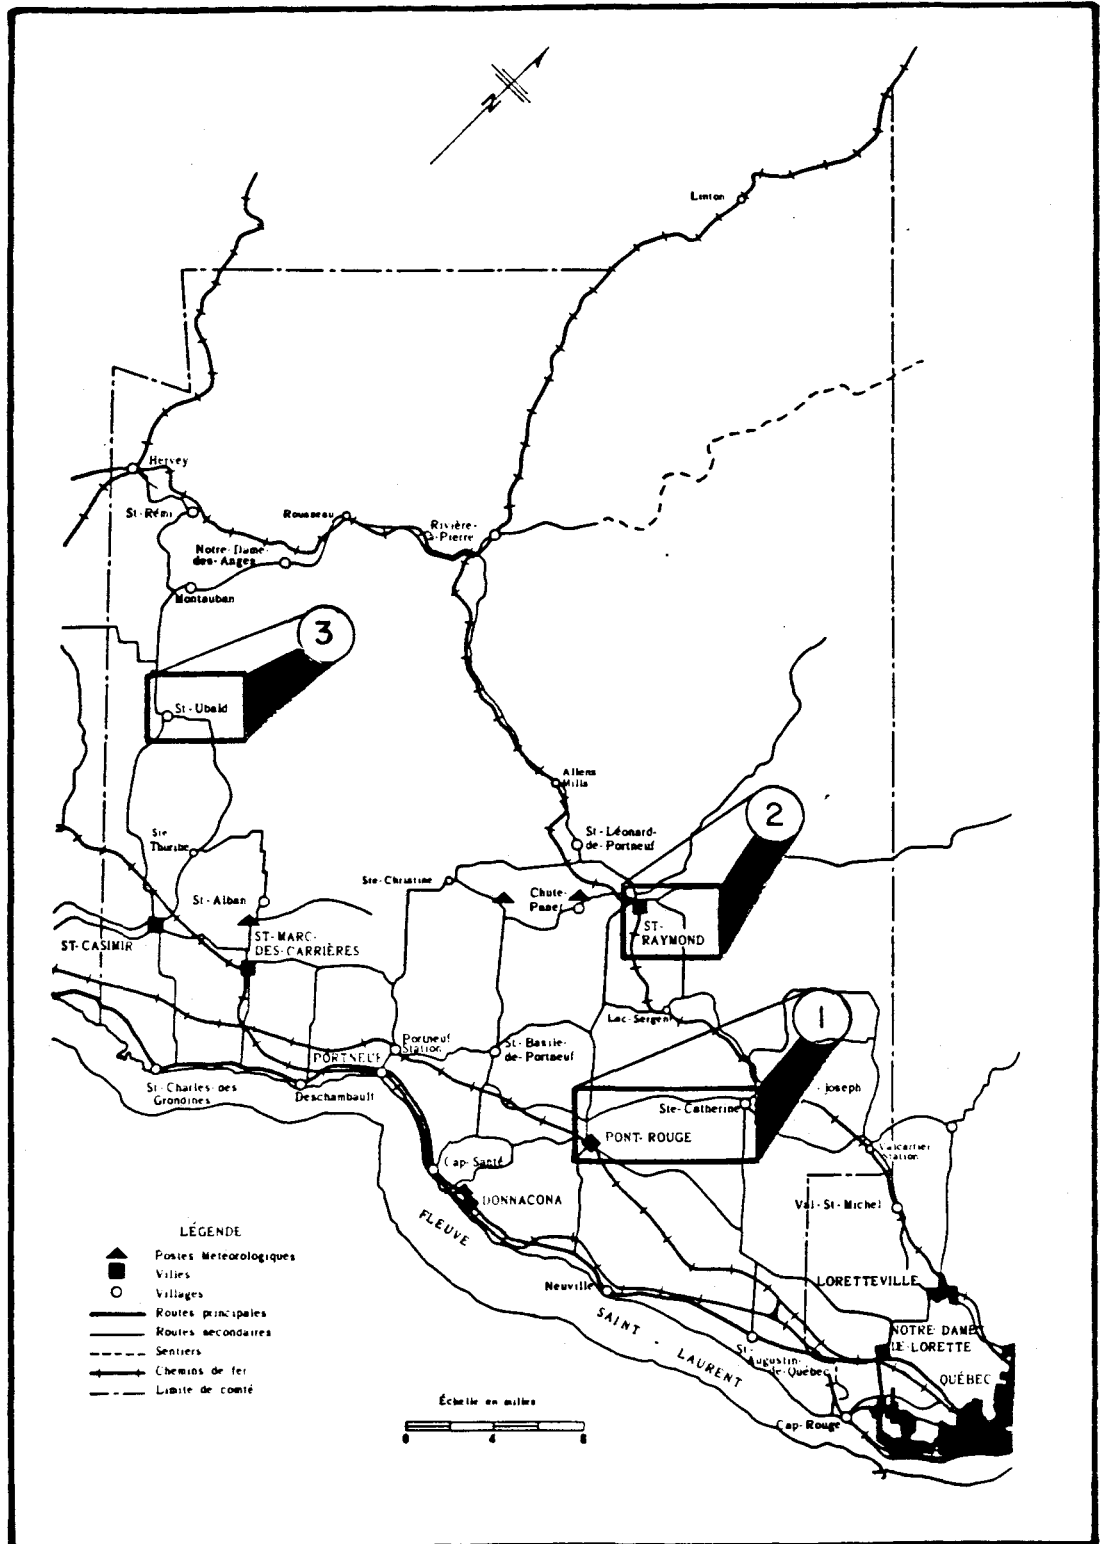 N
Linton
Hervey
St-Rémi
Rousseau
Rivière-
à-Pierre
Notre-Dame-
des-Anges
Montauban
3
St-Ubald
Allens
Mills
2
Ste
Thuribe
St-Léonard-
de-Portneuf
Ste-Christine
Chute-
Panet
St-Alban
ST-
RAYMOND
ST-CASIMIR
ST-MARC-
DES-CARRIÈRES
1
Lac-Sergent
Portneuf
Station
St-Basile-
de-Portneuf
PORTNEUF
St-Charles-des
Grondines
Deschambault
Joseph
Ste-Catherine
PONT-ROUGE
Valcartier
Station
Cap-Santé
DONNACONA
Val-St-Michel
FLEUVE
LÉGENDE
Postes Météorologiques
Villes
Villages
Routes principales
Routes secondaires
Sentiers
Chemins de fer
Limite de comté
LORETTEVILLE
Neuville
SAINT-LAURENT
NOTRE DAME
DE-LORETTE
St-
Augustin-
de-Québec
QUÉBEC
Cap-Rouge
Échelle en milles
0 4 8